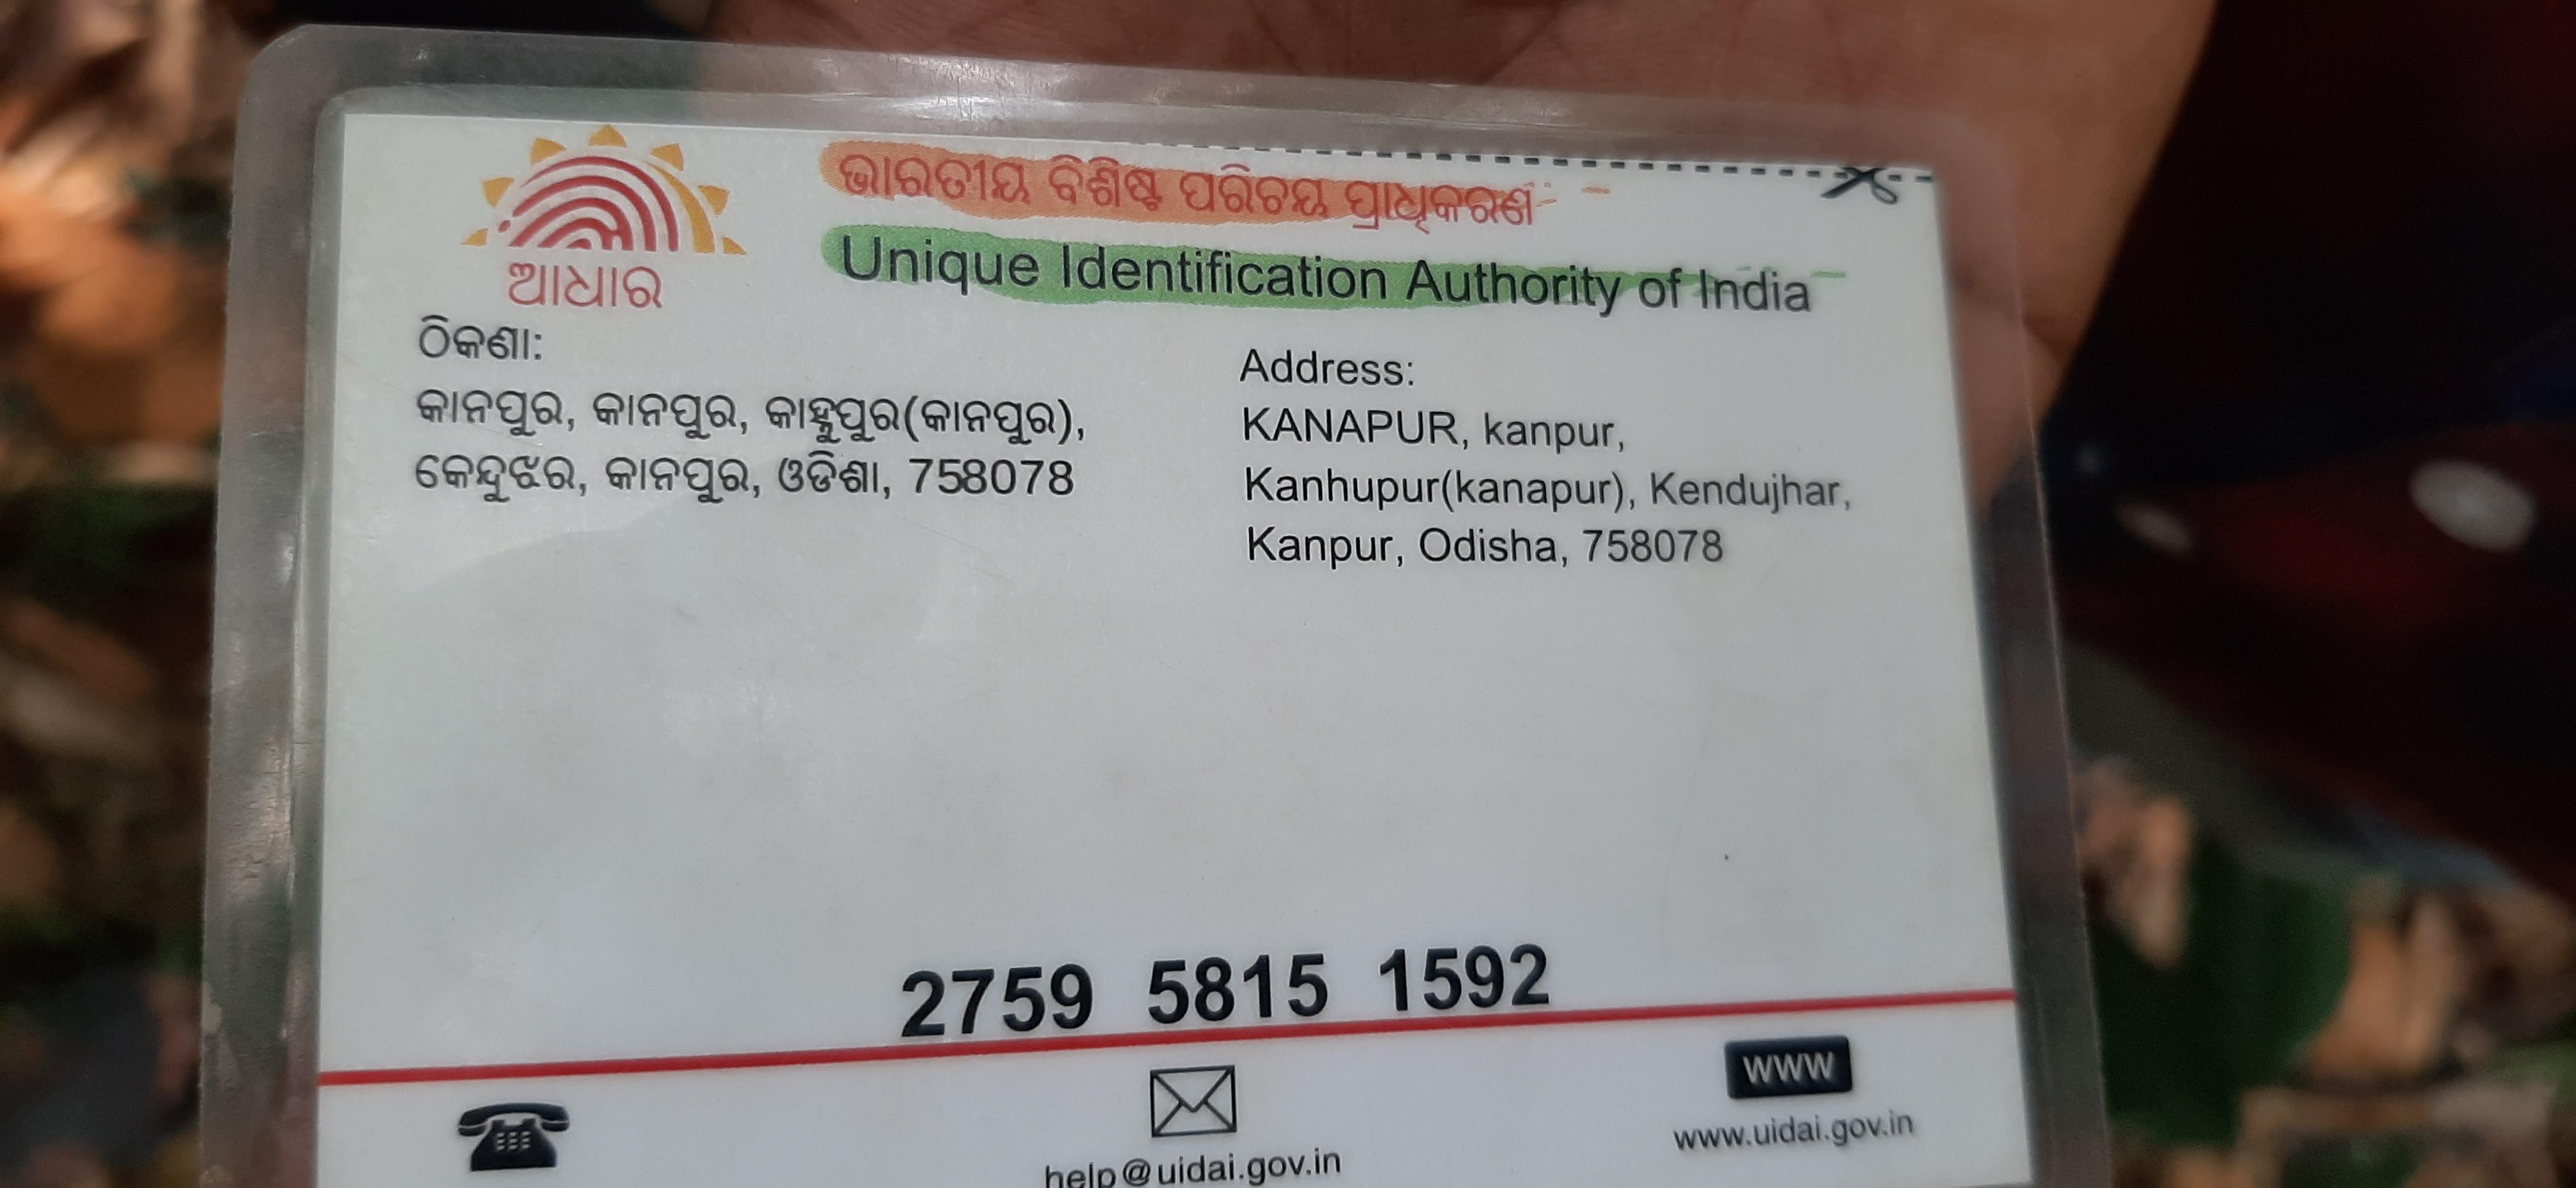 ଭାରତୀୟ ବିଶିଷ୍ଟ ପରିଚୟ ପ୍ରାଧିକରଣ
Unique Identification Authority of India
ଆଧାର
ଠିକଣା:
କାନପୁର, କାନପୁର, କାହ୍ନୁପୁର(କାନପୁର),
କେନ୍ଦୁଝର, କାନପୁର, ଓଡିଶା, 758078
Address:
KANAPUR, kanpur,
Kanhupur(kanapur), Kendujhar,
Kanpur, Odisha, 758078
2759 5815 1592
help@uidai.gov.in
www
www.uidai.gov.in